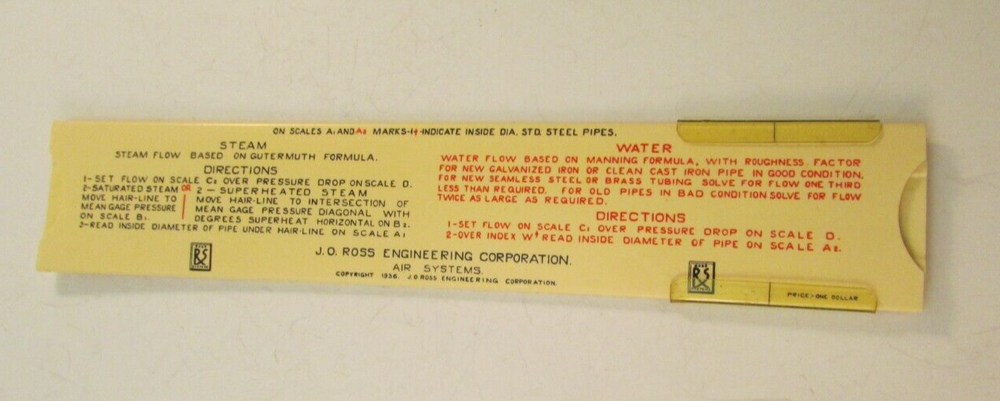 ON SCALES A₁ AND A₂ MARKS-H-INDICATE INSIDE DIA. STD. STEEL PIPES.
STEAM
STEAM FLOW BASED ON GUTERMUTH FORMULA.
DIRECTIONS
1-SET FLOW ON SCALE C₂ OVER PRESSURE DROP ON SCALE D.
2-SATURATED STEAM OR 2-SUPERHEATED STEAM
MOVE HAIR-LINE TO MOVE HAIR-LINE TO INTERSECTION OF
MEAN GAGE PRESSURE MEAN GAGE PRESSURE DIAGONAL WITH
ON SCALE B₁. DEGREES SUPERHEAT HORIZONTAL ON B₂.
3-READ INSIDE DIAMETER OF PIPE UNDER HAIR-LINE ON SCALE A₁
WATER
WATER FLOW BASED ON MANNING FORMULA, WITH ROUGHNESS FACTOR
FOR NEW GALVANIZED IRON OR CLEAN CAST IRON PIPE IN GOOD CONDITION.
FOR NEW SEAMLESS STEEL OR BRASS TUBING SOLVE FOR FLOW ONE THIRD
LESS THAN REQUIRED. FOR OLD PIPES IN BAD CONDITION SOLVE FOR FLOW
TWICE AS LARGE AS REQUIRED.
DIRECTIONS
1-SET FLOW ON SCALE C₁ OVER PRESSURE DROP ON SCALE D.
2-OVER INDEX W READ INSIDE DIAMETER OF PIPE ON SCALE A₂.
J.O. ROSS ENGINEERING CORPORATION.
AIR SYSTEMS.
COPYRIGHT 1936. J.O. ROSS ENGINEERING CORPORATION.
PRICE: ONE DOLLAR